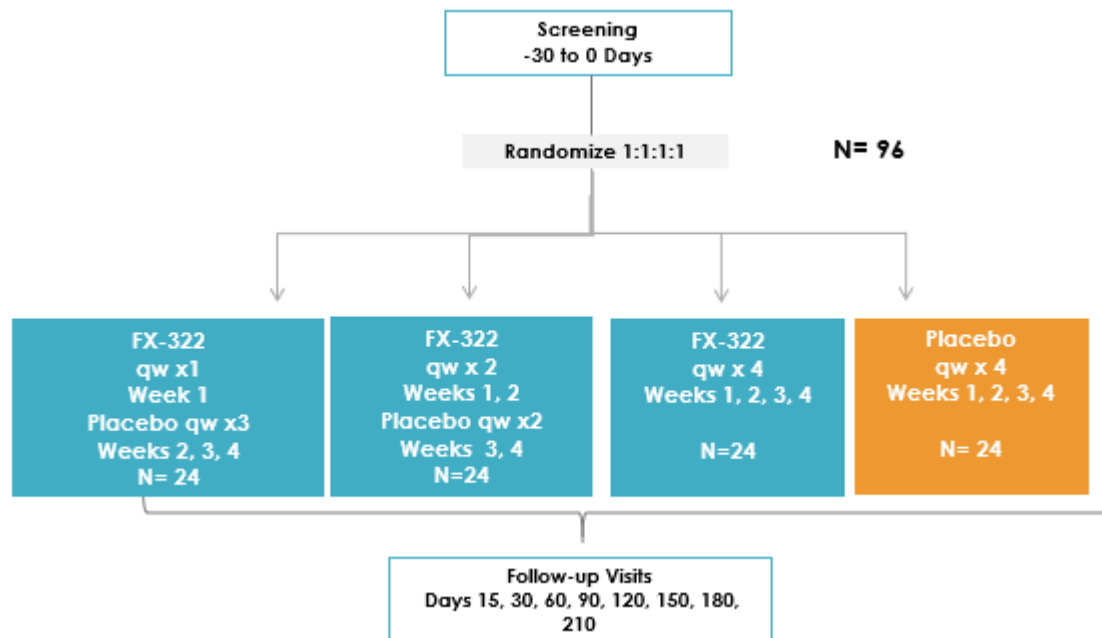 Screening
-30 to 0 Days
Randomize 1:1:1:1
N= 96
FX-322
qw x1
Week 1
Placebo qw x3
Weeks 2, 3, 4
N= 24
FX-322
qw x 2
Weeks 1, 2
Placebo qw x2
Weeks 3, 4
N=24
FX-322
qw x 4
Weeks 1, 2, 3, 4
N=24
Placebo
qw x 4
Weeks 1, 2, 3, 4
N= 24
Follow-up Visits
Days 15, 30, 60, 90, 120, 150, 180,
210